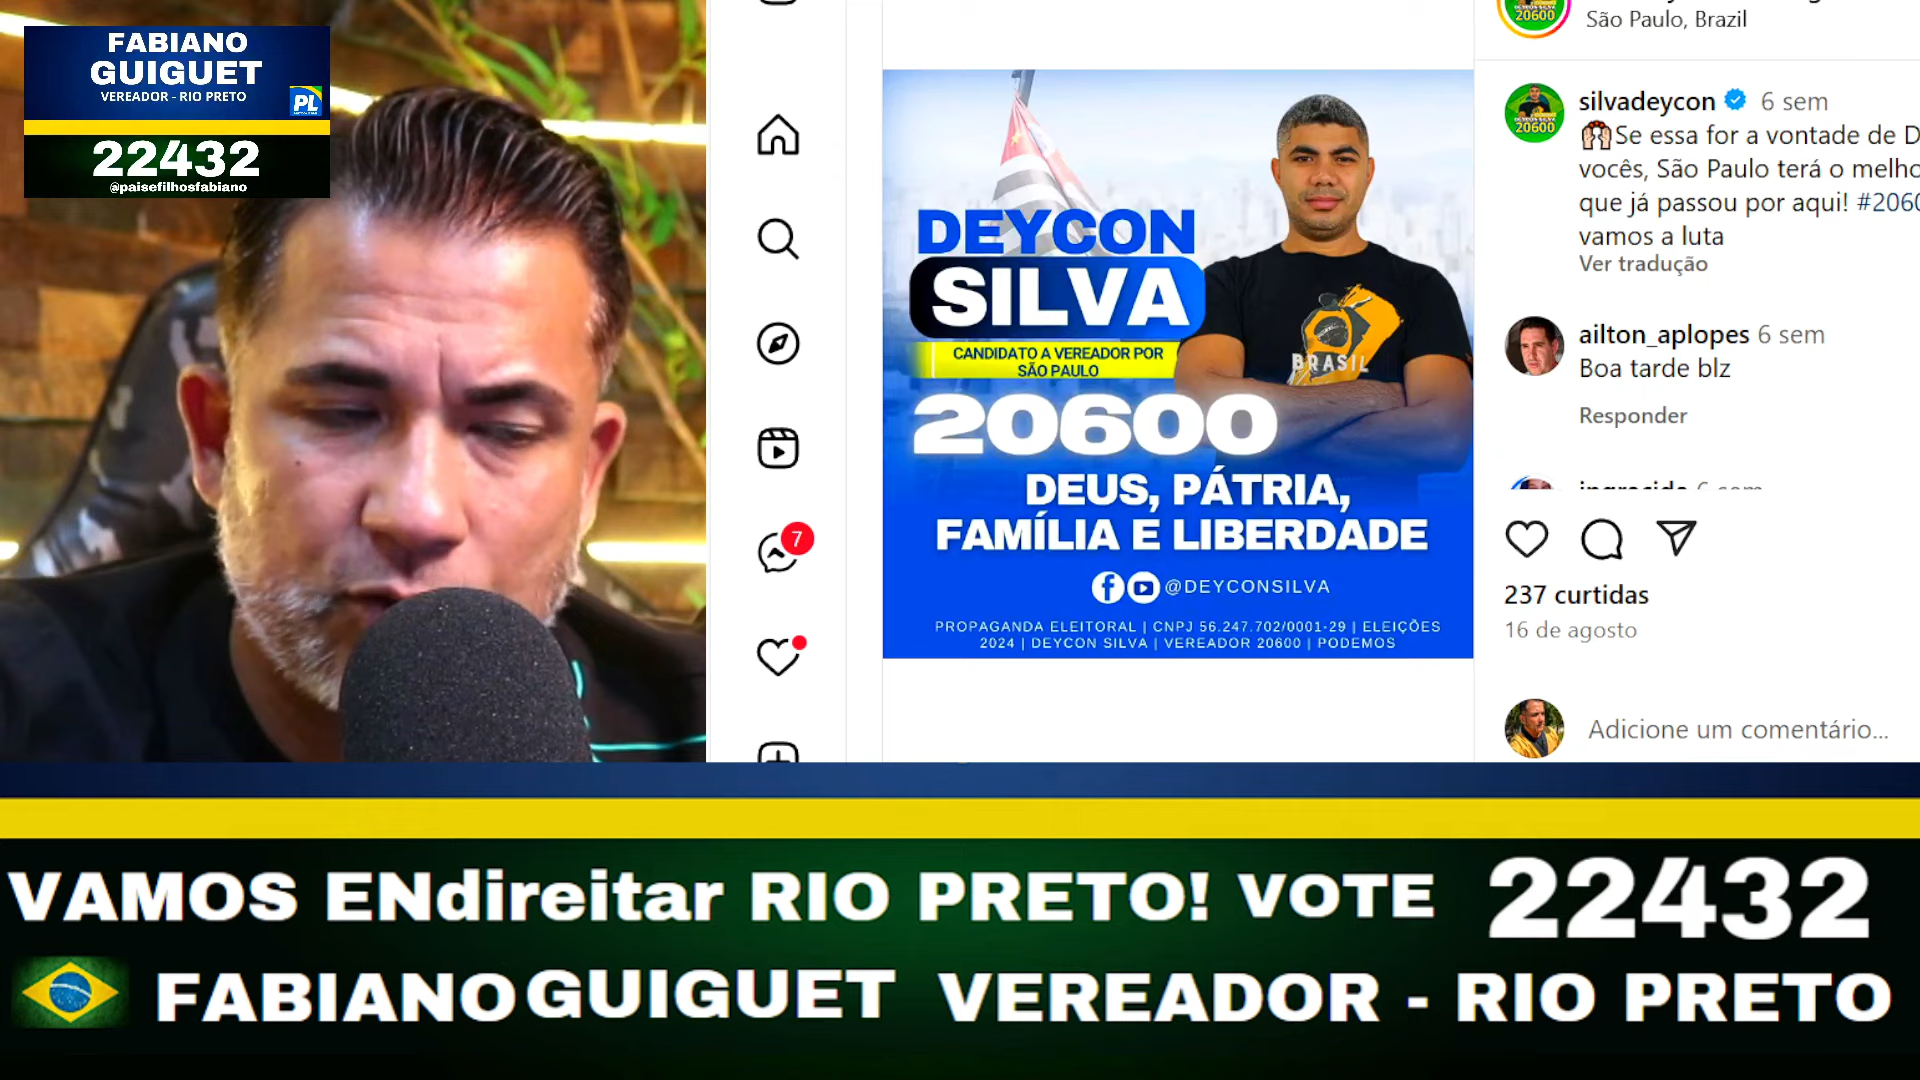 FABIANO
GUIGUET
VEREADOR - RIO PRETO
PL
22432
@paisefilhosfabiano
7
DEYCON
SILVA
CANDIDATO A VEREADOR POR
SÃO PAULO
20600
DEUS, PÁTRIA,
FAMÍLIA E LIBERDADE
@DEYCONSILVA
PROPAGANDA ELEITORAL | CNPJ 56.247.702/0001-29 | ELEIÇÕES
2024 | DEYCON SILVA | VEREADOR 20600 | PODEMOS
BRASIL
20600
São Paulo, Brazil
20600
silvadeycon 6 sem
Se essa for a vontade de D
vocês, São Paulo terá o melho
que já passou por aqui! #2060
vamos a luta
Ver tradução
ailton_aplopes 6 sem
Boa tarde blz
Responder
237 curtidas
16 de agosto
Adicione um comentário...
VAMOS ENdireitar RIO PRETO! VOTE 22432
FABIANO GUIGUET VEREADOR - RIO PRETO